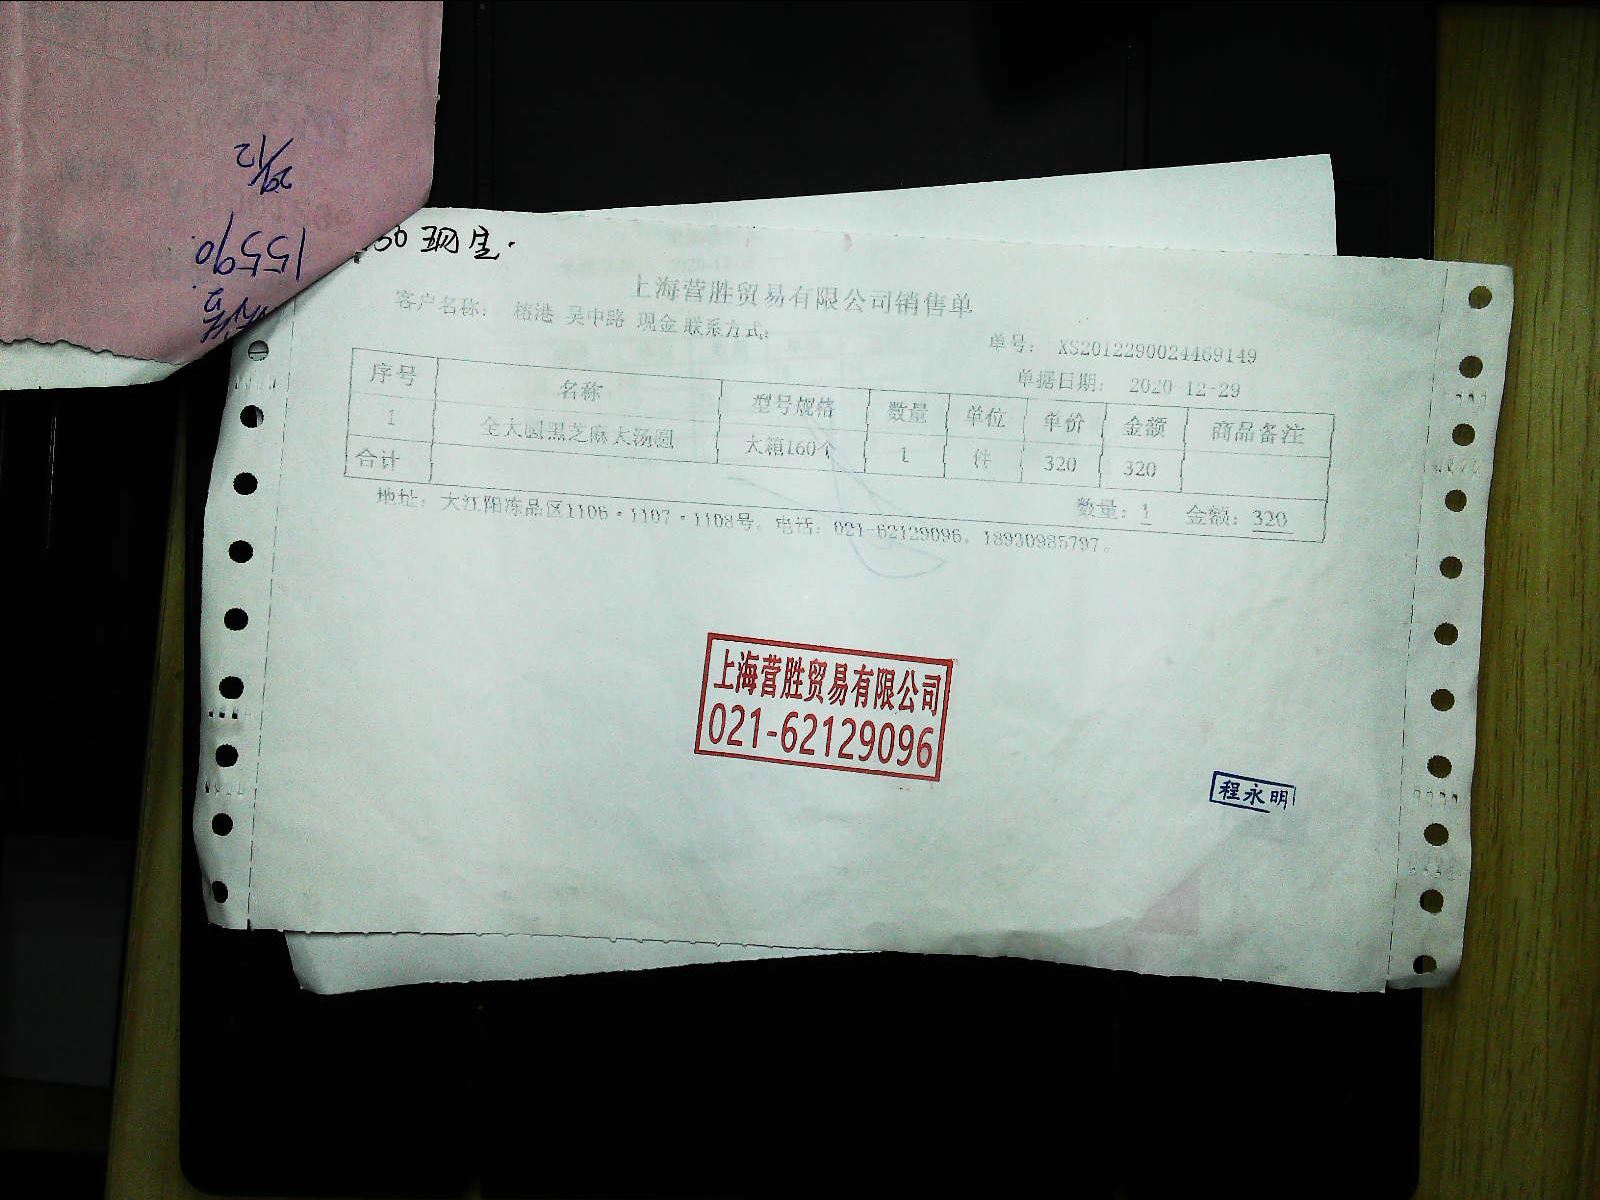 29/12
15590.
上海营胜贸易有限公司销售单
客户名称： 榕港 吴中路 现金 联系方式：
单号： XS2012290024469149
单据日期： 2020-12-29
序号 名称 型号规格 数量 单位 单价 金额 商品备注
1 全大圆黑芝麻大汤圆 大箱160个 1 件 320 320
合计 数量：1 金额：320
地址：大江阳冻品区1106·1107·1108号。电话：021-62129096，18930985797。
上海营胜贸易有限公司
021-62129096
程永明